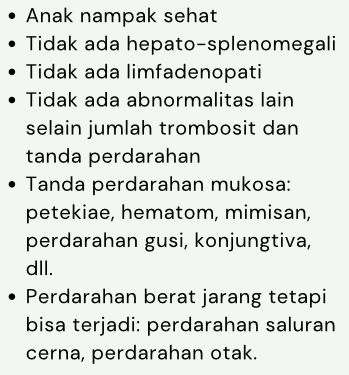 • Anak nampak sehat
• Tidak ada hepato-splenomegali
• Tidak ada limfadenopati
• Tidak ada abnormalitas lain
selain jumlah trombosit dan
tanda perdarahan
• Tanda perdarahan mukosa:
petekiae, hematom, mimisan,
perdarahan gusi, konjungtiva,
dll.
• Perdarahan berat jarang tetapi
bisa terjadi: perdarahan saluran
cerna, perdarahan otak.